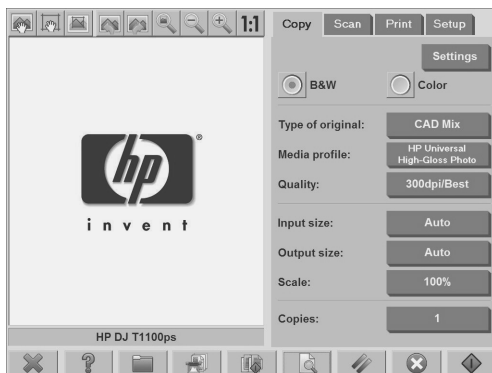 1:1
Copy Scan Print Setup
Settings
B&W Color
Type of original: CAD Mix
Media profile: HP Universal
High-Gloss Photo
Quality: 300dpi/Best
Input size: Auto
Output size: Auto
Scale: 100%
Copies: 1
hp ®
invent
HP DJ T1100ps
?